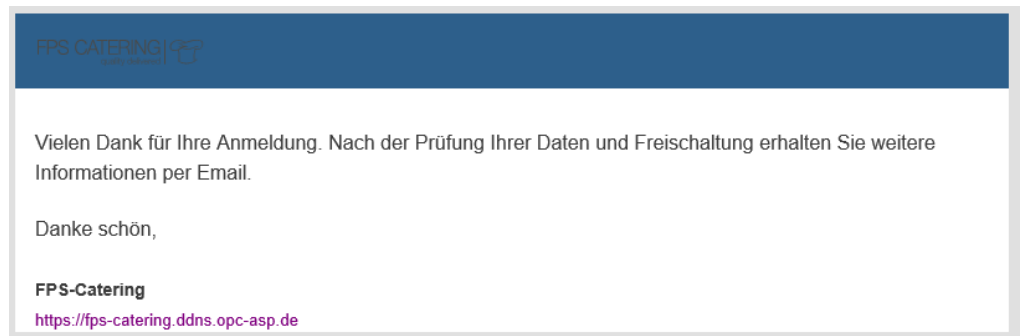 FPS CATERING
Vielen Dank für Ihre Anmeldung. Nach der Prüfung Ihrer Daten und Freischaltung erhalten Sie weitere
Informationen per Email.
Danke schön,
FPS-Catering
https://fps-catering.ddns.opc-asp.de